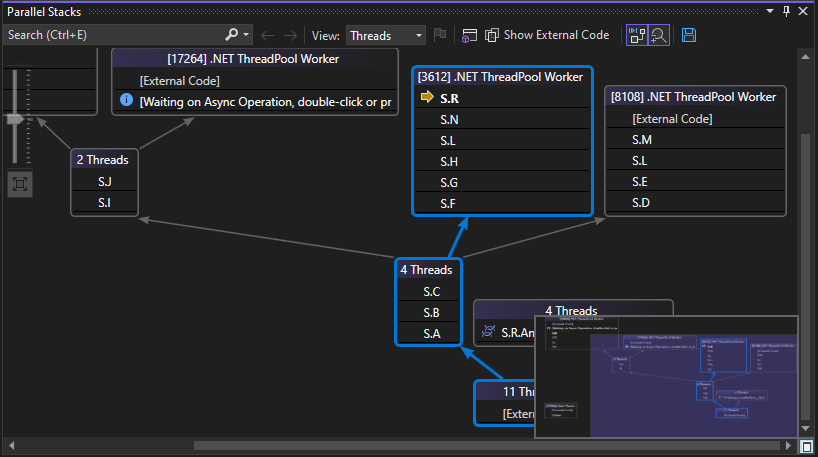 Parallel Stacks
Search (Ctrl+E)
View:
Threads
Show External Code
[17264] .NET ThreadPool Worker
[External Code]
[Waiting on Async Operation, double-click or pr
[3612] .NET ThreadPool Worker
S.R
S.N
S.L
S.H
S.G
S.F
[8108] .NET ThreadPool Worker
[External Code]
S.M
S.L
S.E
S.D
2 Threads
S.J
S.I
4 Threads
S.C
S.B
S.A
4 Threads
S.R.An
11 Thr
[Extern